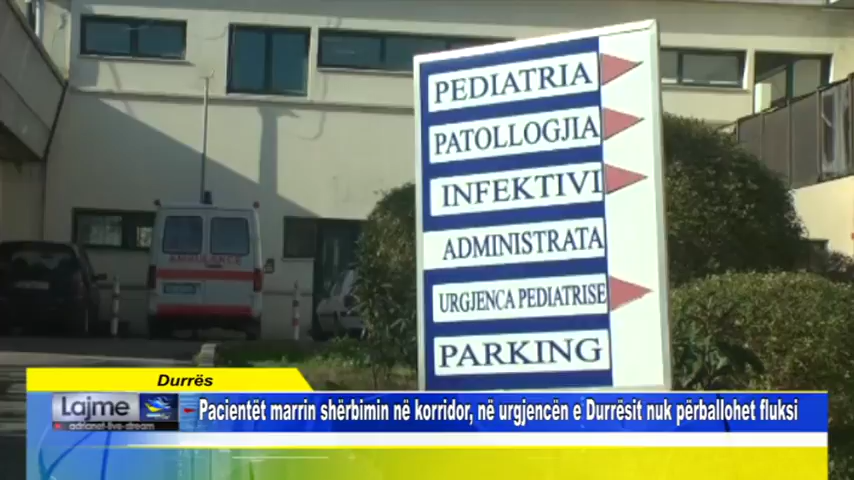 PEDIATRIA
PATOLLOGJIA
INFEKTIVI
ADMINISTRATA
URGJENCA PEDIATRISE
PARKING
AMBULANCE
Durrës
Lajme
adrianet-live-stream
Pacientët marrin shërbimin në korridor, në urgjencën e Durrësit nuk përballohet fluksi